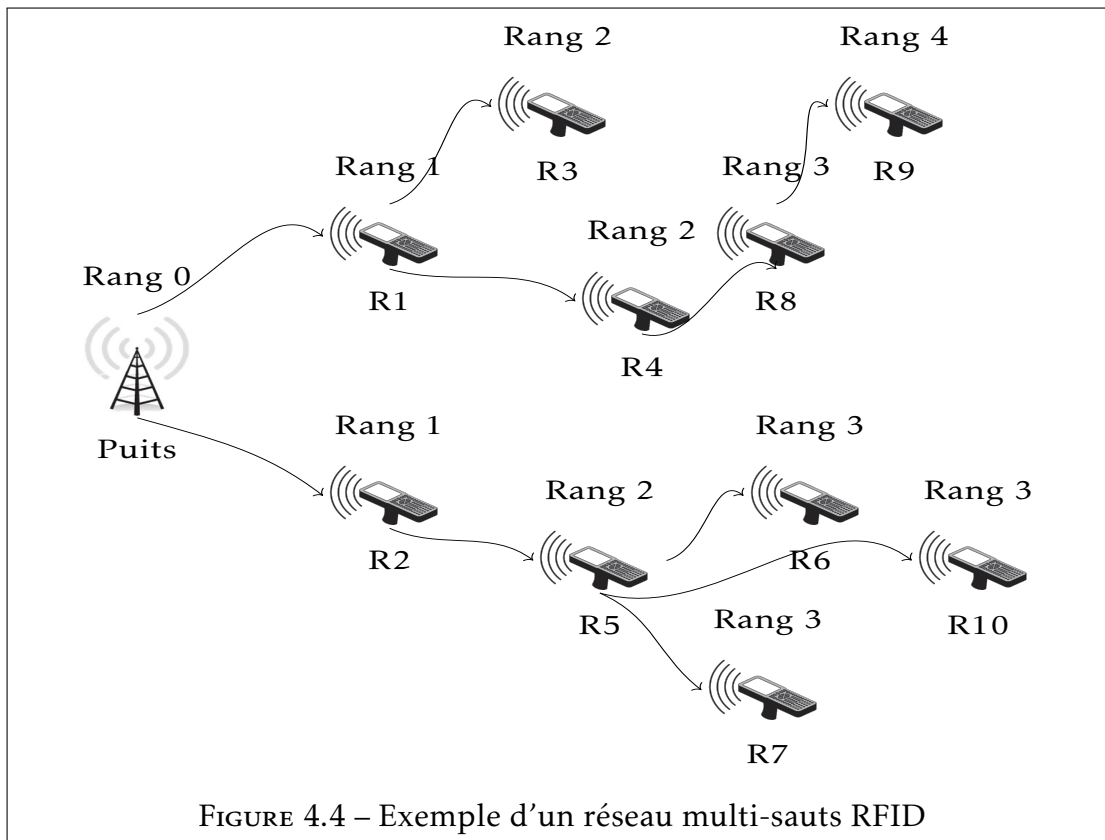 Rang 2
Rang 4
R3
R9
Rang 1
Rang 3
Rang 2
Rang 0
R1
R8
R4
Puits
Rang 1
Rang 3
Rang 2
Rang 3
R2
R6
R5
Rang 3
R10
R7
FIGURE 4.4 – Exemple d'un réseau multi-sauts RFID